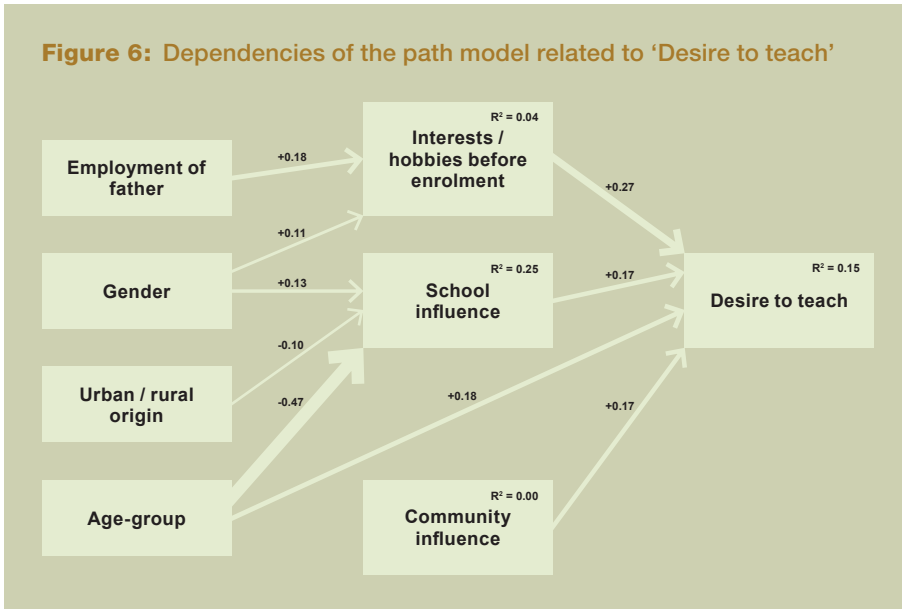 Figure 6: Dependencies of the path model related to ‘Desire to teach’
R² = 0.04
Interests /
hobbies before
enrolment
Employment of
father
+0.18
+0.27
+0.11
Gender
+0.13
R² = 0.25
School
influence
+0.17
R² = 0.15
Desire to teach
-0.10
Urban / rural
origin
-0.47
+0.18
+0.17
Age-group
R² = 0.00
Community
influence